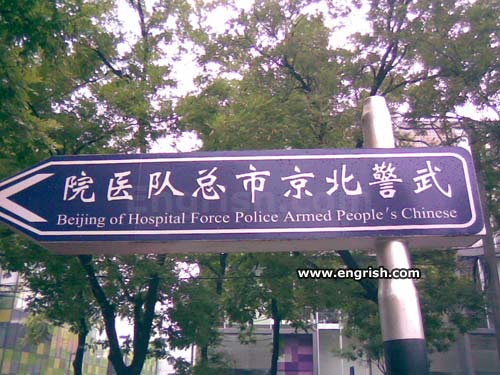 武警北京市总队医院
Beijing of Hospital Force Police Armed People's Chinese
www.engrish.com